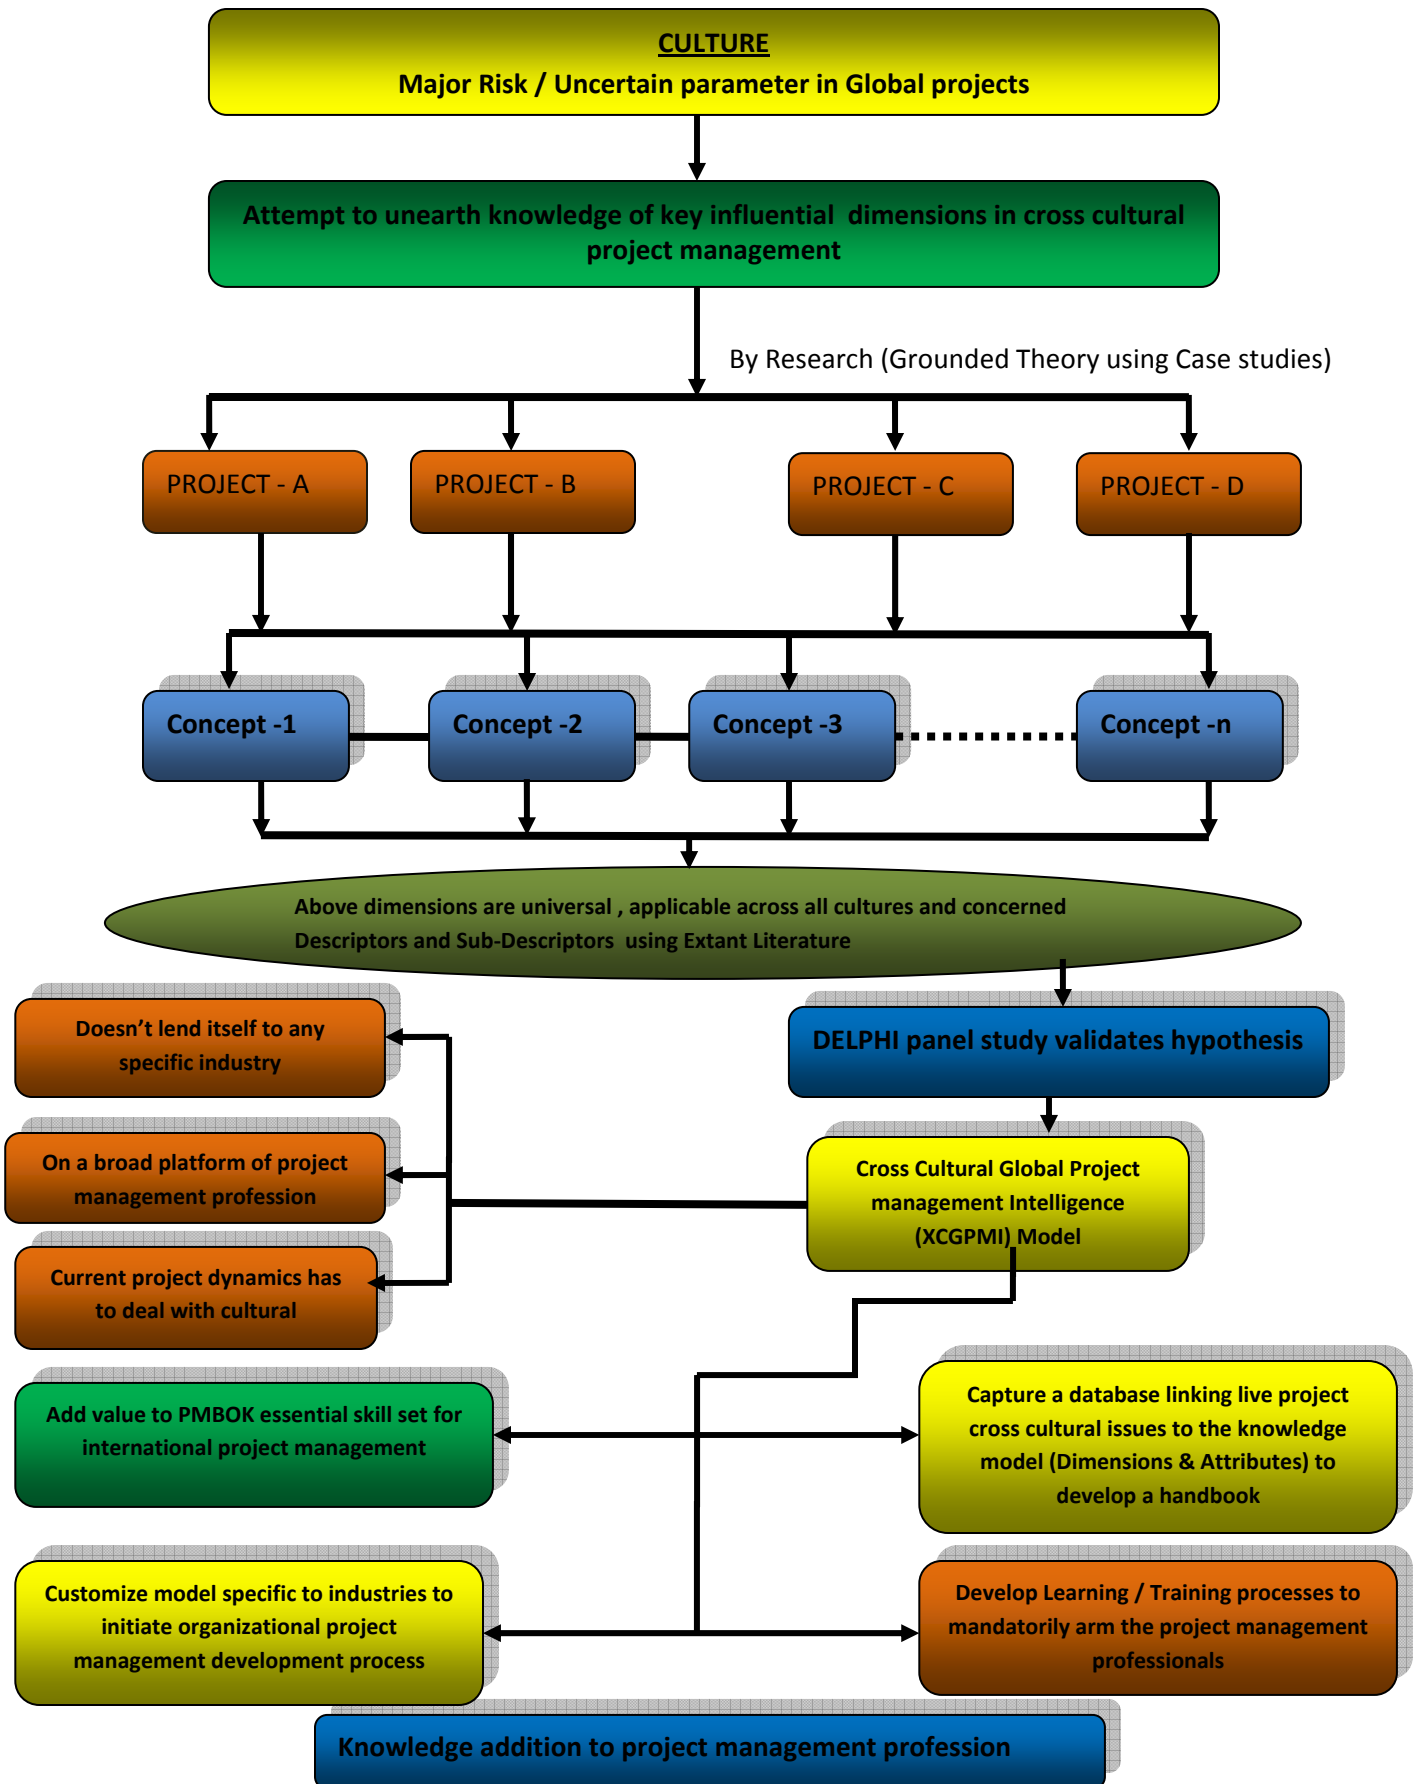 CULTURE
Major Risk / Uncertain parameter in Global projects
Attempt to unearth knowledge of key influential dimensions in cross cultural
project management
By Research (Grounded Theory using Case studies)
PROJECT - A
PROJECT - B
PROJECT - C
PROJECT - D
Concept -1
Concept -2
Concept -3
Concept -n
Above dimensions are universal , applicable across all cultures and concerned
Descriptors and Sub-Descriptors using Extant Literature
Doesn’t lend itself to any
specific industry
DELPHI panel study validates hypothesis
On a broad platform of project
management profession
Cross Cultural Global Project
management Intelligence
(XCGPMI) Model
Current project dynamics has
to deal with cultural
Add value to PMBOK essential skill set for
international project management
Capture a database linking live project
cross cultural issues to the knowledge
model (Dimensions & Attributes) to
develop a handbook
Customize model specific to industries to
initiate organizational project
management development process
Develop Learning / Training processes to
mandatorily arm the project management
professionals
Knowledge addition to project management profession